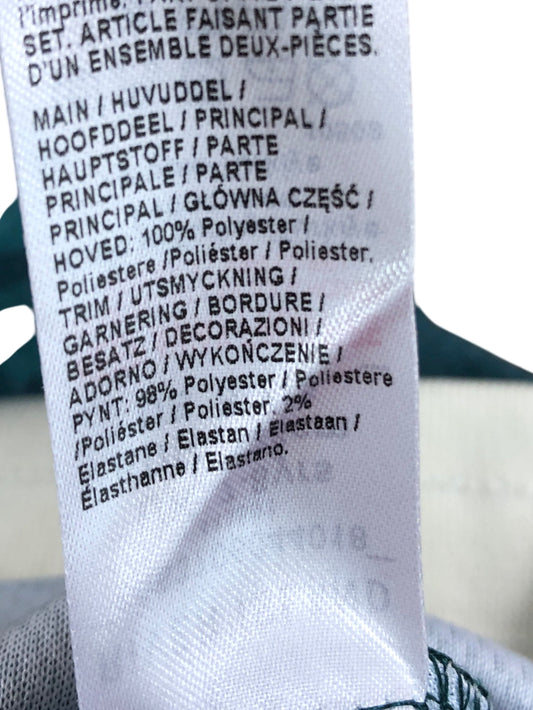 l'imprimé.
SET. ARTICLE FAISANT PARTIE
D'UN ENSEMBLE DEUX-PIÈCES.
MAIN / HUVUDDEL /
HOOFDDEEL / PRINCIPAL /
HAUPTSTOFF / PARTE
PRINCIPALE / PARTE
PRINCIPAL / GŁÓWNA CZĘŚĆ /
HOVED: 100% Polyester /
Poliestere /Poliéster / Poliester.
TRIM / UTSMYCKNING /
GARNERING / BORDURE /
BESATZ / DECORAZIONI /
ADORNO / WYKOŃCZENIE /
PYNT: 98% Polyester / Poliestere
/Poliéster / Poliester, 2%
Elastane / Elastan / Elastaan /
Élasthanne / Elastano.